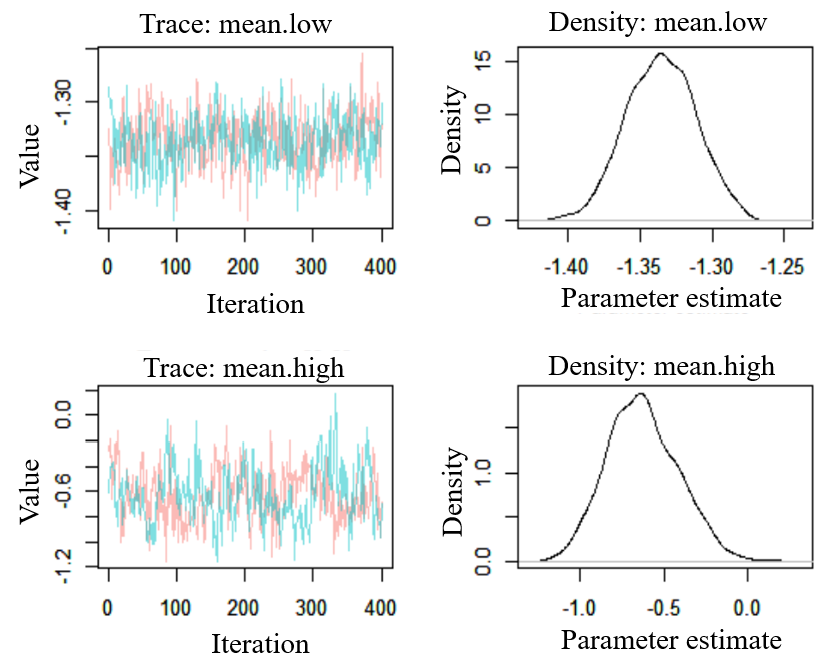 Trace: mean.low
Density: mean.low
Value
-1.30
-1.40
0 100 200 300 400
Iteration
Density
15
10
5
0
-1.40 -1.35 -1.30 -1.25
Parameter estimate
Trace: mean.high
Density: mean.high
Value
0.0
-0.6
-1.2
0 100 200 300 400
Iteration
Density
1.0
0.0
-1.0 -0.5 0.0
Parameter estimate